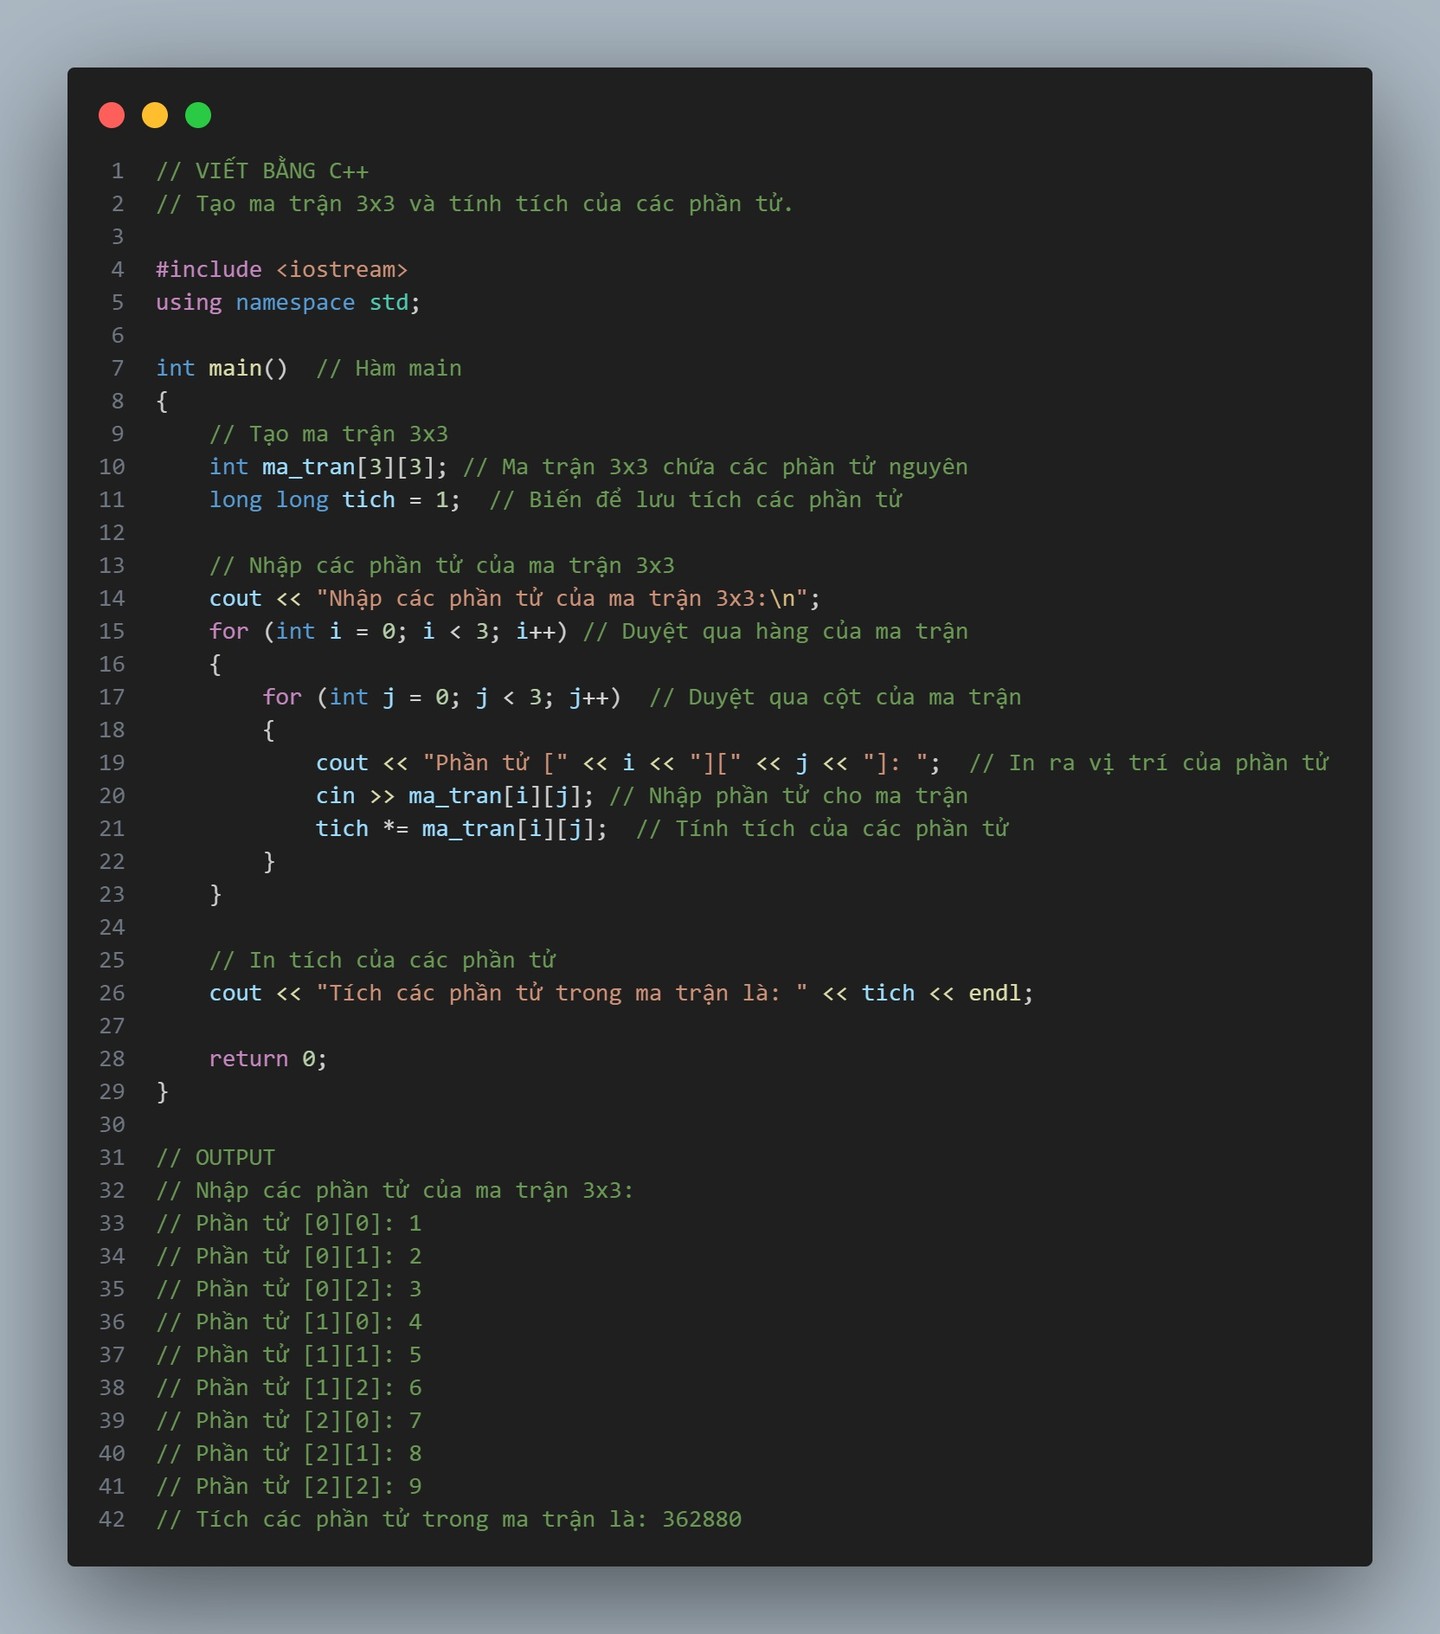 1 // VIẾT BẰNG C++
2 // Tạo ma trận 3x3 và tính tích của các phần tử.
3
4 #include <iostream>
5 using namespace std;
6
7 int main()  // Hàm main
8 {
9     // Tạo ma trận 3x3
10     int ma_tran[3][3]; // Ma trận 3x3 chứa các phần tử nguyên
11     long long tich = 1;  // Biến để lưu tích các phần tử
12
13     // Nhập các phần tử của ma trận 3x3
14     cout << "Nhập các phần tử của ma trận 3x3:\n";
15     for (int i = 0; i < 3; i++) // Duyệt qua hàng của ma trận
16     {
17         for (int j = 0; j < 3; j++)  // Duyệt qua cột của ma trận
18         {
19             cout << "Phần tử [" << i << "][" << j << "]: ";  // In ra vị trí của phần tử
20             cin >> ma_tran[i][j]; // Nhập phần tử cho ma trận
21             tich *= ma_tran[i][j];  // Tính tích của các phần tử
22         }
23     }
24
25     // In tích của các phần tử
26     cout << "Tích các phần tử trong ma trận là: " << tich << endl;
27
28     return 0;
29 }
30
31 // OUTPUT
32 // Nhập các phần tử của ma trận 3x3:
33 // Phần tử [0][0]: 1
34 // Phần tử [0][1]: 2
35 // Phần tử [0][2]: 3
36 // Phần tử [1][0]: 4
37 // Phần tử [1][1]: 5
38 // Phần tử [1][2]: 6
39 // Phần tử [2][0]: 7
40 // Phần tử [2][1]: 8
41 // Phần tử [2][2]: 9
42 // Tích các phần tử trong ma trận là: 362880